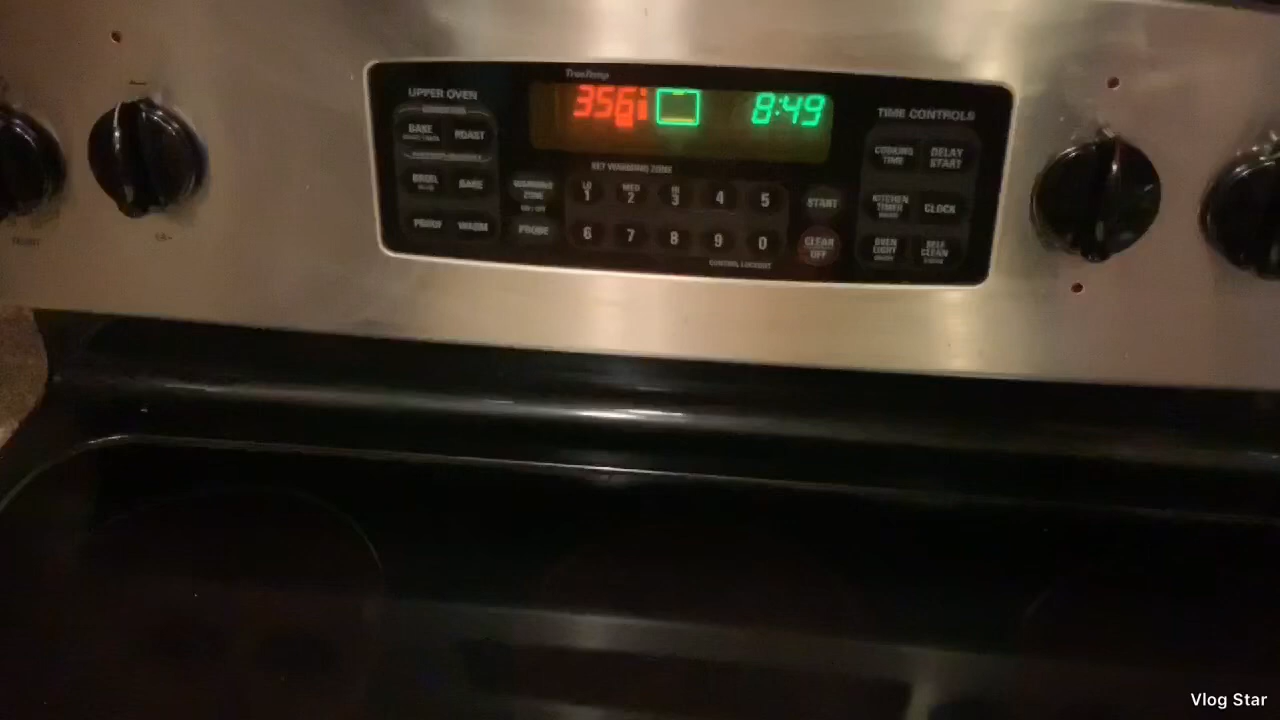 TrueTemp
UPPER OVEN
356
8:49
TIME CONTROLS
BAKE
ROAST
COOKING
TIME
DELAY
START
KEY WARMING ZONE
BROIL
BAKE
WARMING
ZONE
LO
1
MED
2
HI
3
4
5
START
KITCHEN
TIMER
CLOCK
PROOF
WARM
PROBE
6
7
8
9
0
CLEAR
OFF
OVEN
LIGHT
SELF
CLEAN
CONTROL LOCKOUT
Vlog Star